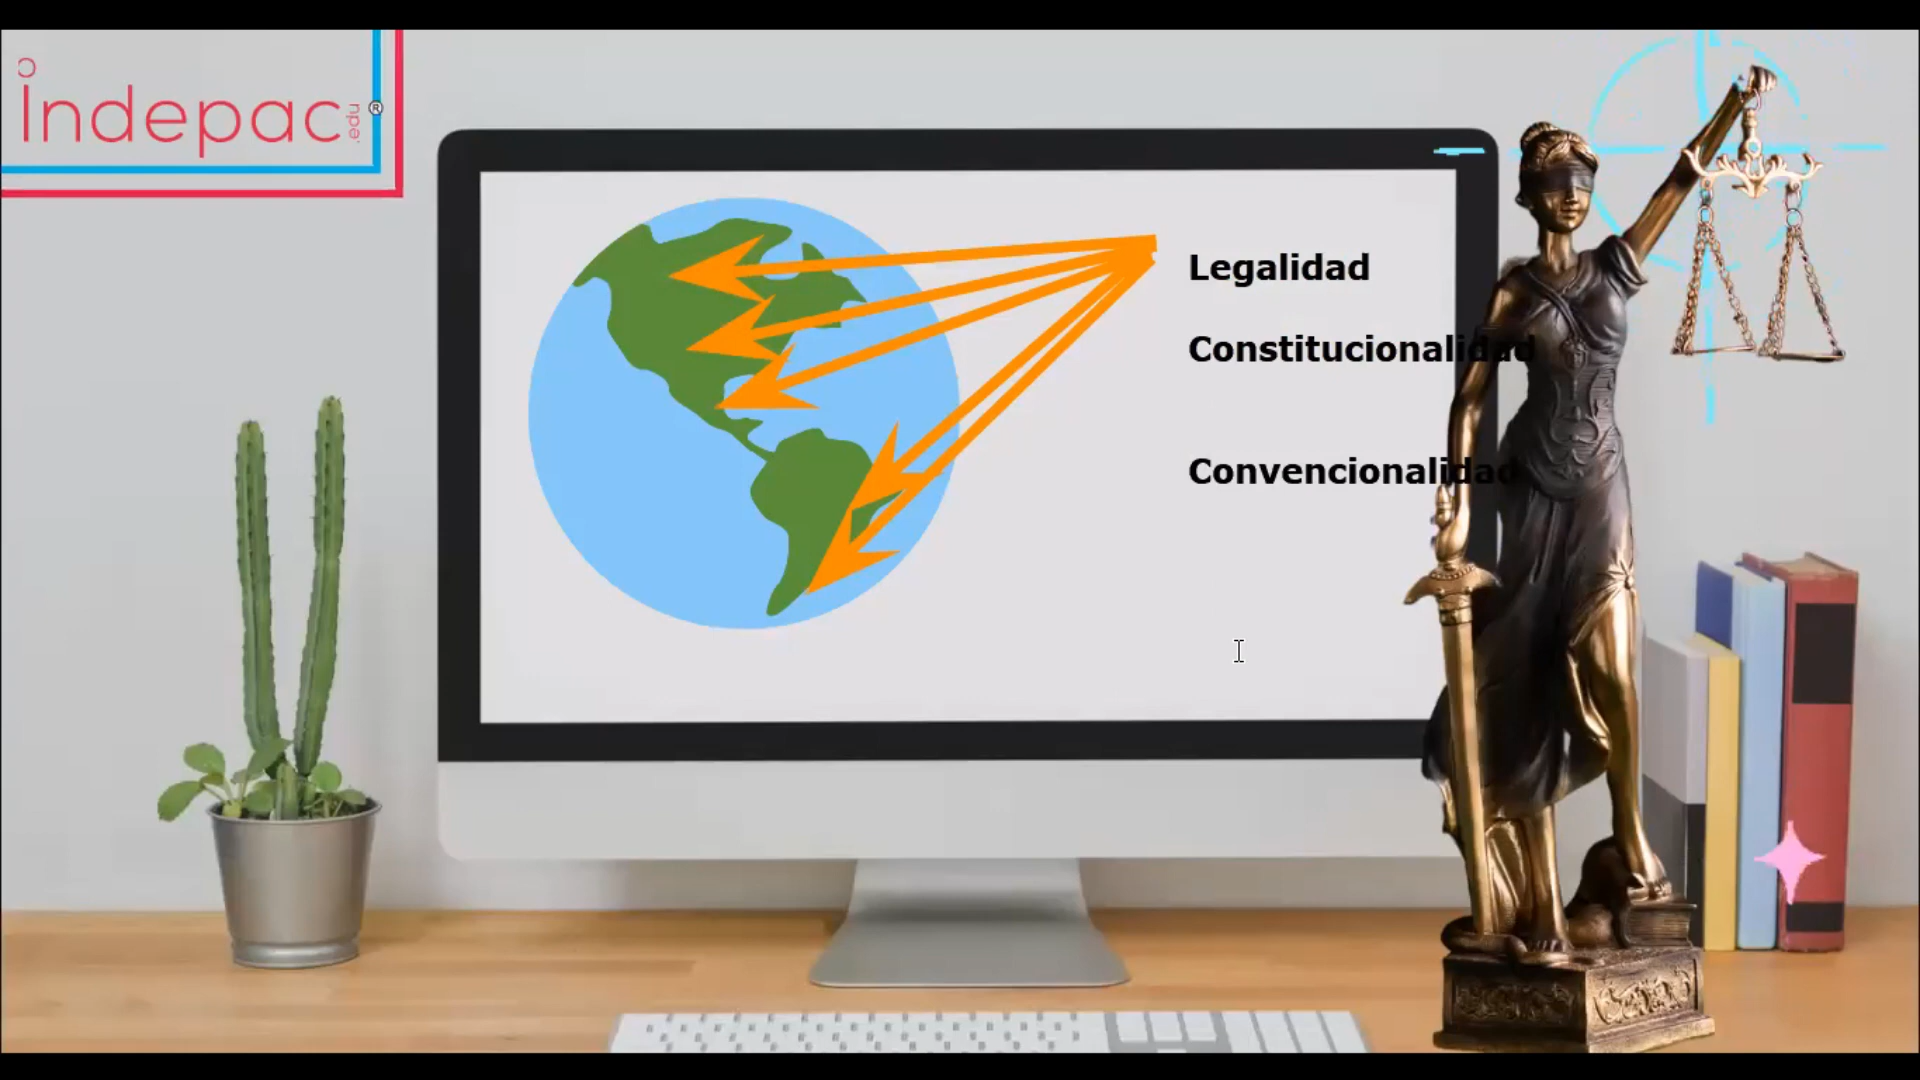 Indepac
.edu
®
Legalidad
Constitucionalidad
Convencionalidad